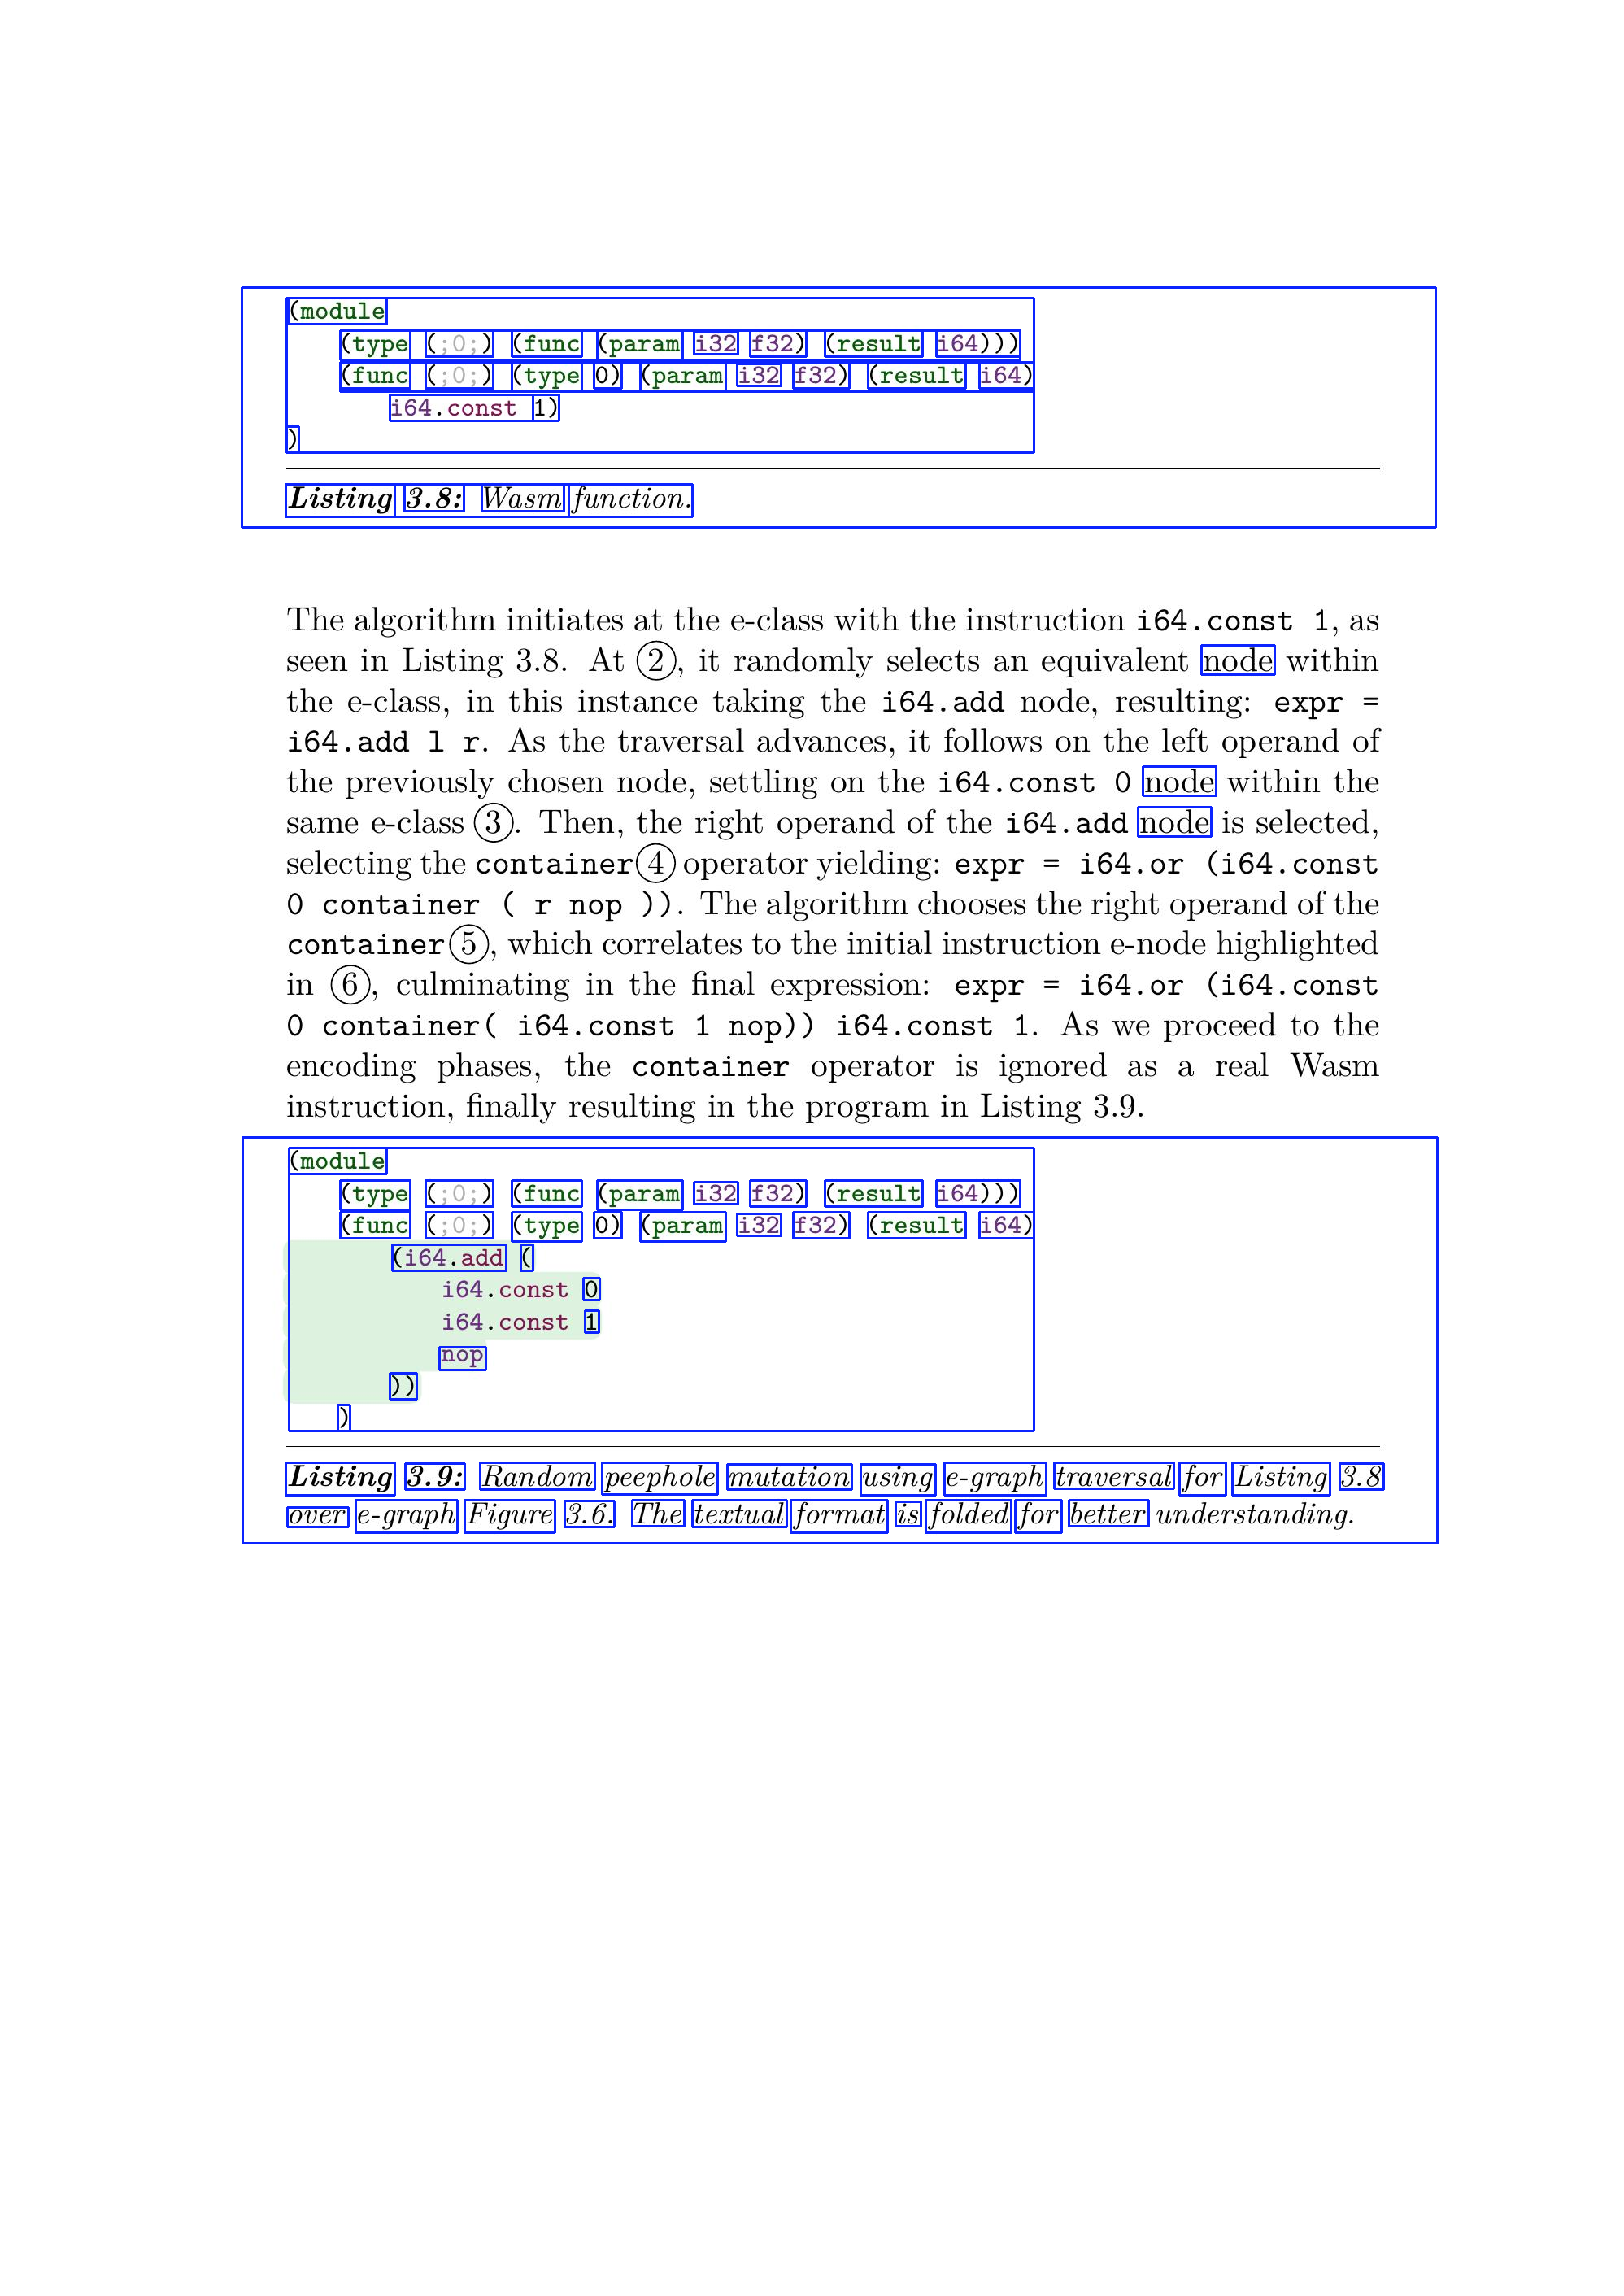 (module
(type (;0;) (func (param i32 f32) (result i64)))
(func (;0;) (type 0) (param i32 f32) (result i64)
i64.const 1)
)
Listing 3.8: Wasm function.
The algorithm initiates at the e-class with the instruction i64.const 1, as
seen in Listing 3.8. At ②, it randomly selects an equivalent node within
the e-class, in this instance taking the i64.add node, resulting: expr =
i64.add l r. As the traversal advances, it follows on the left operand of
the previously chosen node, settling on the i64.const 0 node within the
same e-class ③. Then, the right operand of the i64.add node is selected,
selecting the container④ operator yielding: expr = i64.or (i64.const
0 container ( r nop )). The algorithm chooses the right operand of the
container⑤, which correlates to the initial instruction e-node highlighted
in ⑥, culminating in the final expression: expr = i64.or (i64.const
0 container( i64.const 1 nop)) i64.const 1. As we proceed to the
encoding phases, the container operator is ignored as a real Wasm
instruction, finally resulting in the program in Listing 3.9.
(module
(type (;0;) (func (param i32 f32) (result i64)))
(func (;0;) (type 0) (param i32 f32) (result i64)
(i64.add (
i64.const 0
i64.const 1
nop
))
)
Listing 3.9: Random peephole mutation using e-graph traversal for Listing 3.8
over e-graph Figure 3.6. The textual format is folded for better understanding.